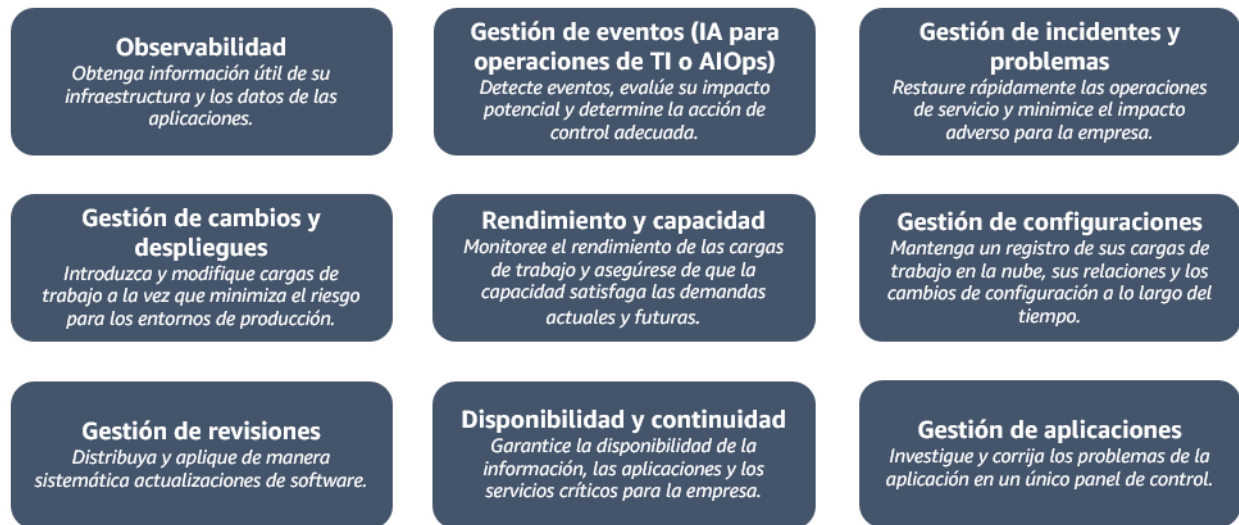 Observabilidad
Obtenga información útil de su
infraestructura y los datos de las
aplicaciones.
Gestión de eventos (IA para
operaciones de TI o AIOps)
Detecte eventos, evalúe su impacto
potencial y determine la acción de
control adecuada.
Gestión de incidentes y
problemas
Restaure rápidamente las operaciones
de servicio y minimice el impacto
adverso para la empresa.
Gestión de cambios y
despliegues
Introduzca y modifique cargas de
trabajo a la vez que minimiza el riesgo
para los entornos de producción.
Rendimiento y capacidad
Monitoree el rendimiento de las cargas
de trabajo y asegúrese de que la
capacidad satisfaga las demandas
actuales y futuras.
Gestión de configuraciones
Mantenga un registro de sus cargas de
trabajo en la nube, sus relaciones y los
cambios de configuración a lo largo del
tiempo.
Gestión de revisiones
Distribuya y aplique de manera
sistemática actualizaciones de software.
Disponibilidad y continuidad
Garantice la disponibilidad de la
información, las aplicaciones y los
servicios críticos para la empresa.
Gestión de aplicaciones
Investigue y corrija los problemas de la
aplicación en un único panel de control.